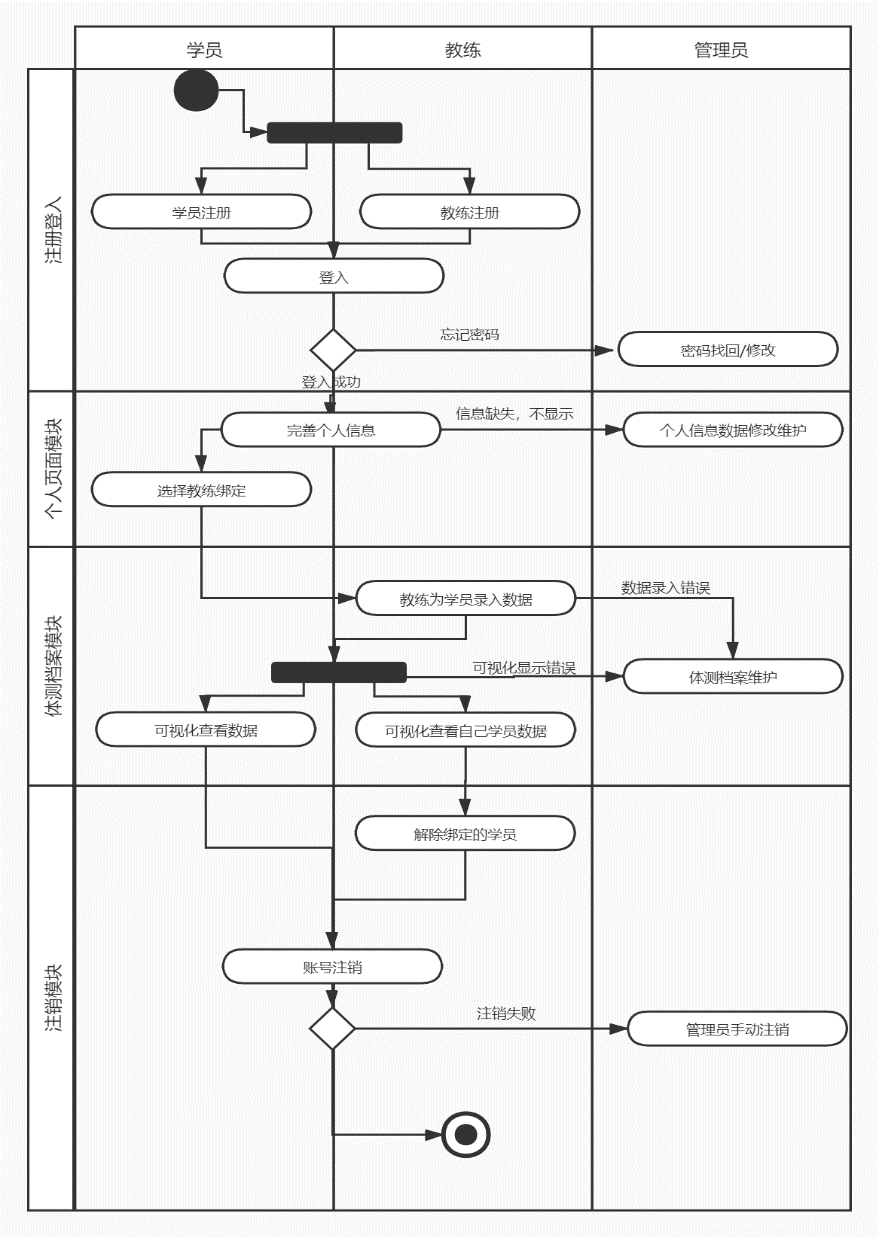 学员
教练
管理员
注册登入
学员注册
教练注册
登入
忘记密码
密码找回/修改
登入成功
个人页面模块
完善个人信息
信息缺失，不显示
个人信息数据修改维护
选择教练绑定
体测档案模块
教练为学员录入数据
数据录入错误
可视化显示错误
体测档案维护
可视化查看数据
可视化查看自己学员数据
注销模块
解除绑定的学员
账号注销
注销失败
管理员手动注销